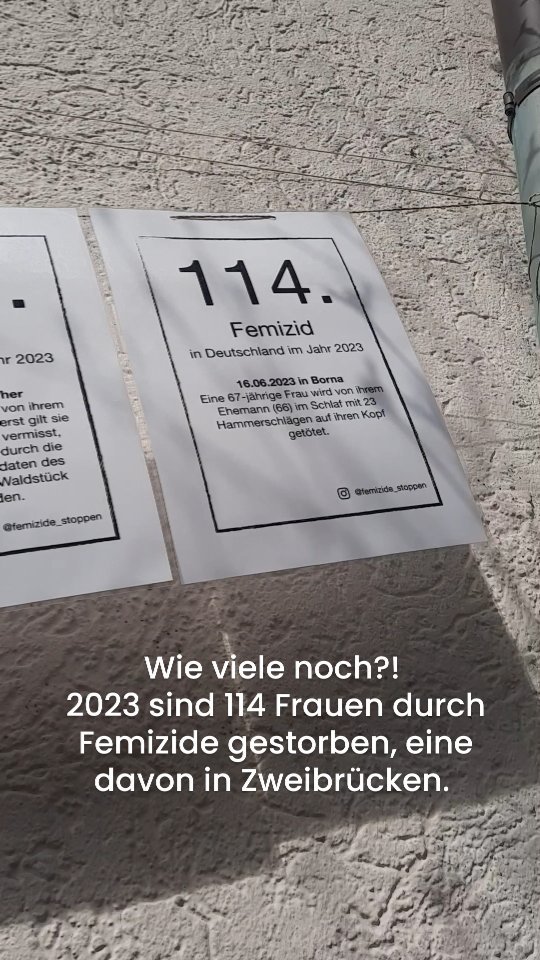 .
hr 2023
her
von ihrem
erst gilt sie
vermisst,
durch die
daten des
Waldstück
den.
@femizide_stoppen
114.
Femizid
in Deutschland im Jahr 2023
16.06.2023 in Borna
Eine 67-jährige Frau wird von ihrem
Ehemann (66) im Schlaf mit 23
Hammerschlägen auf ihren Kopf
getötet.
@femizide_stoppen
Wie viele noch?!
2023 sind 114 Frauen durch
Femizide gestorben, eine
davon in Zweibrücken.